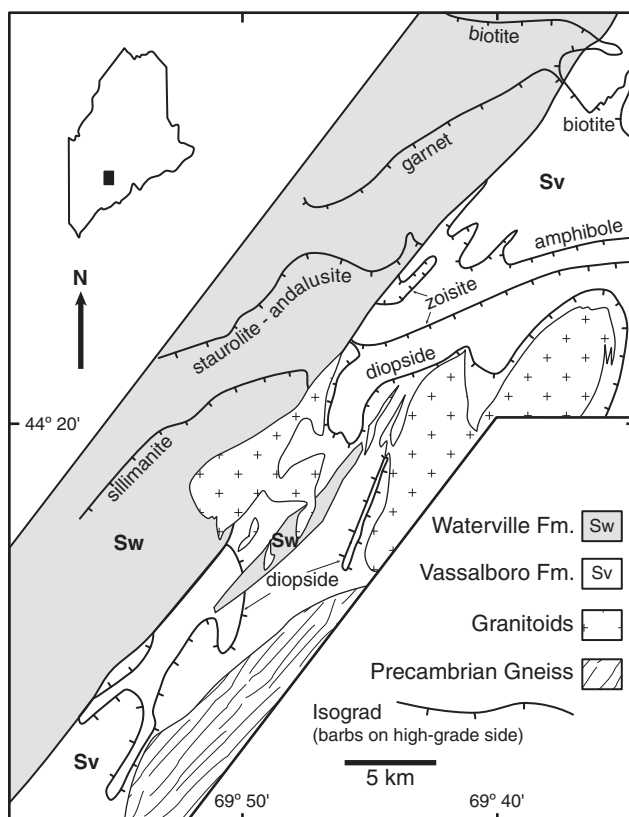 biotite
biotite
garnet
Sv
amphibole
N
zoisite
staurolite - andalusite
diopside
44° 20'
sillimanite
Sw
Sw
diopside
Sv
Waterville Fm. Sw
Vassalboro Fm. Sv
Granitoids
Precambrian Gneiss
Isograd
(barbs on high-grade side)
5 km
69° 50'
69° 40'